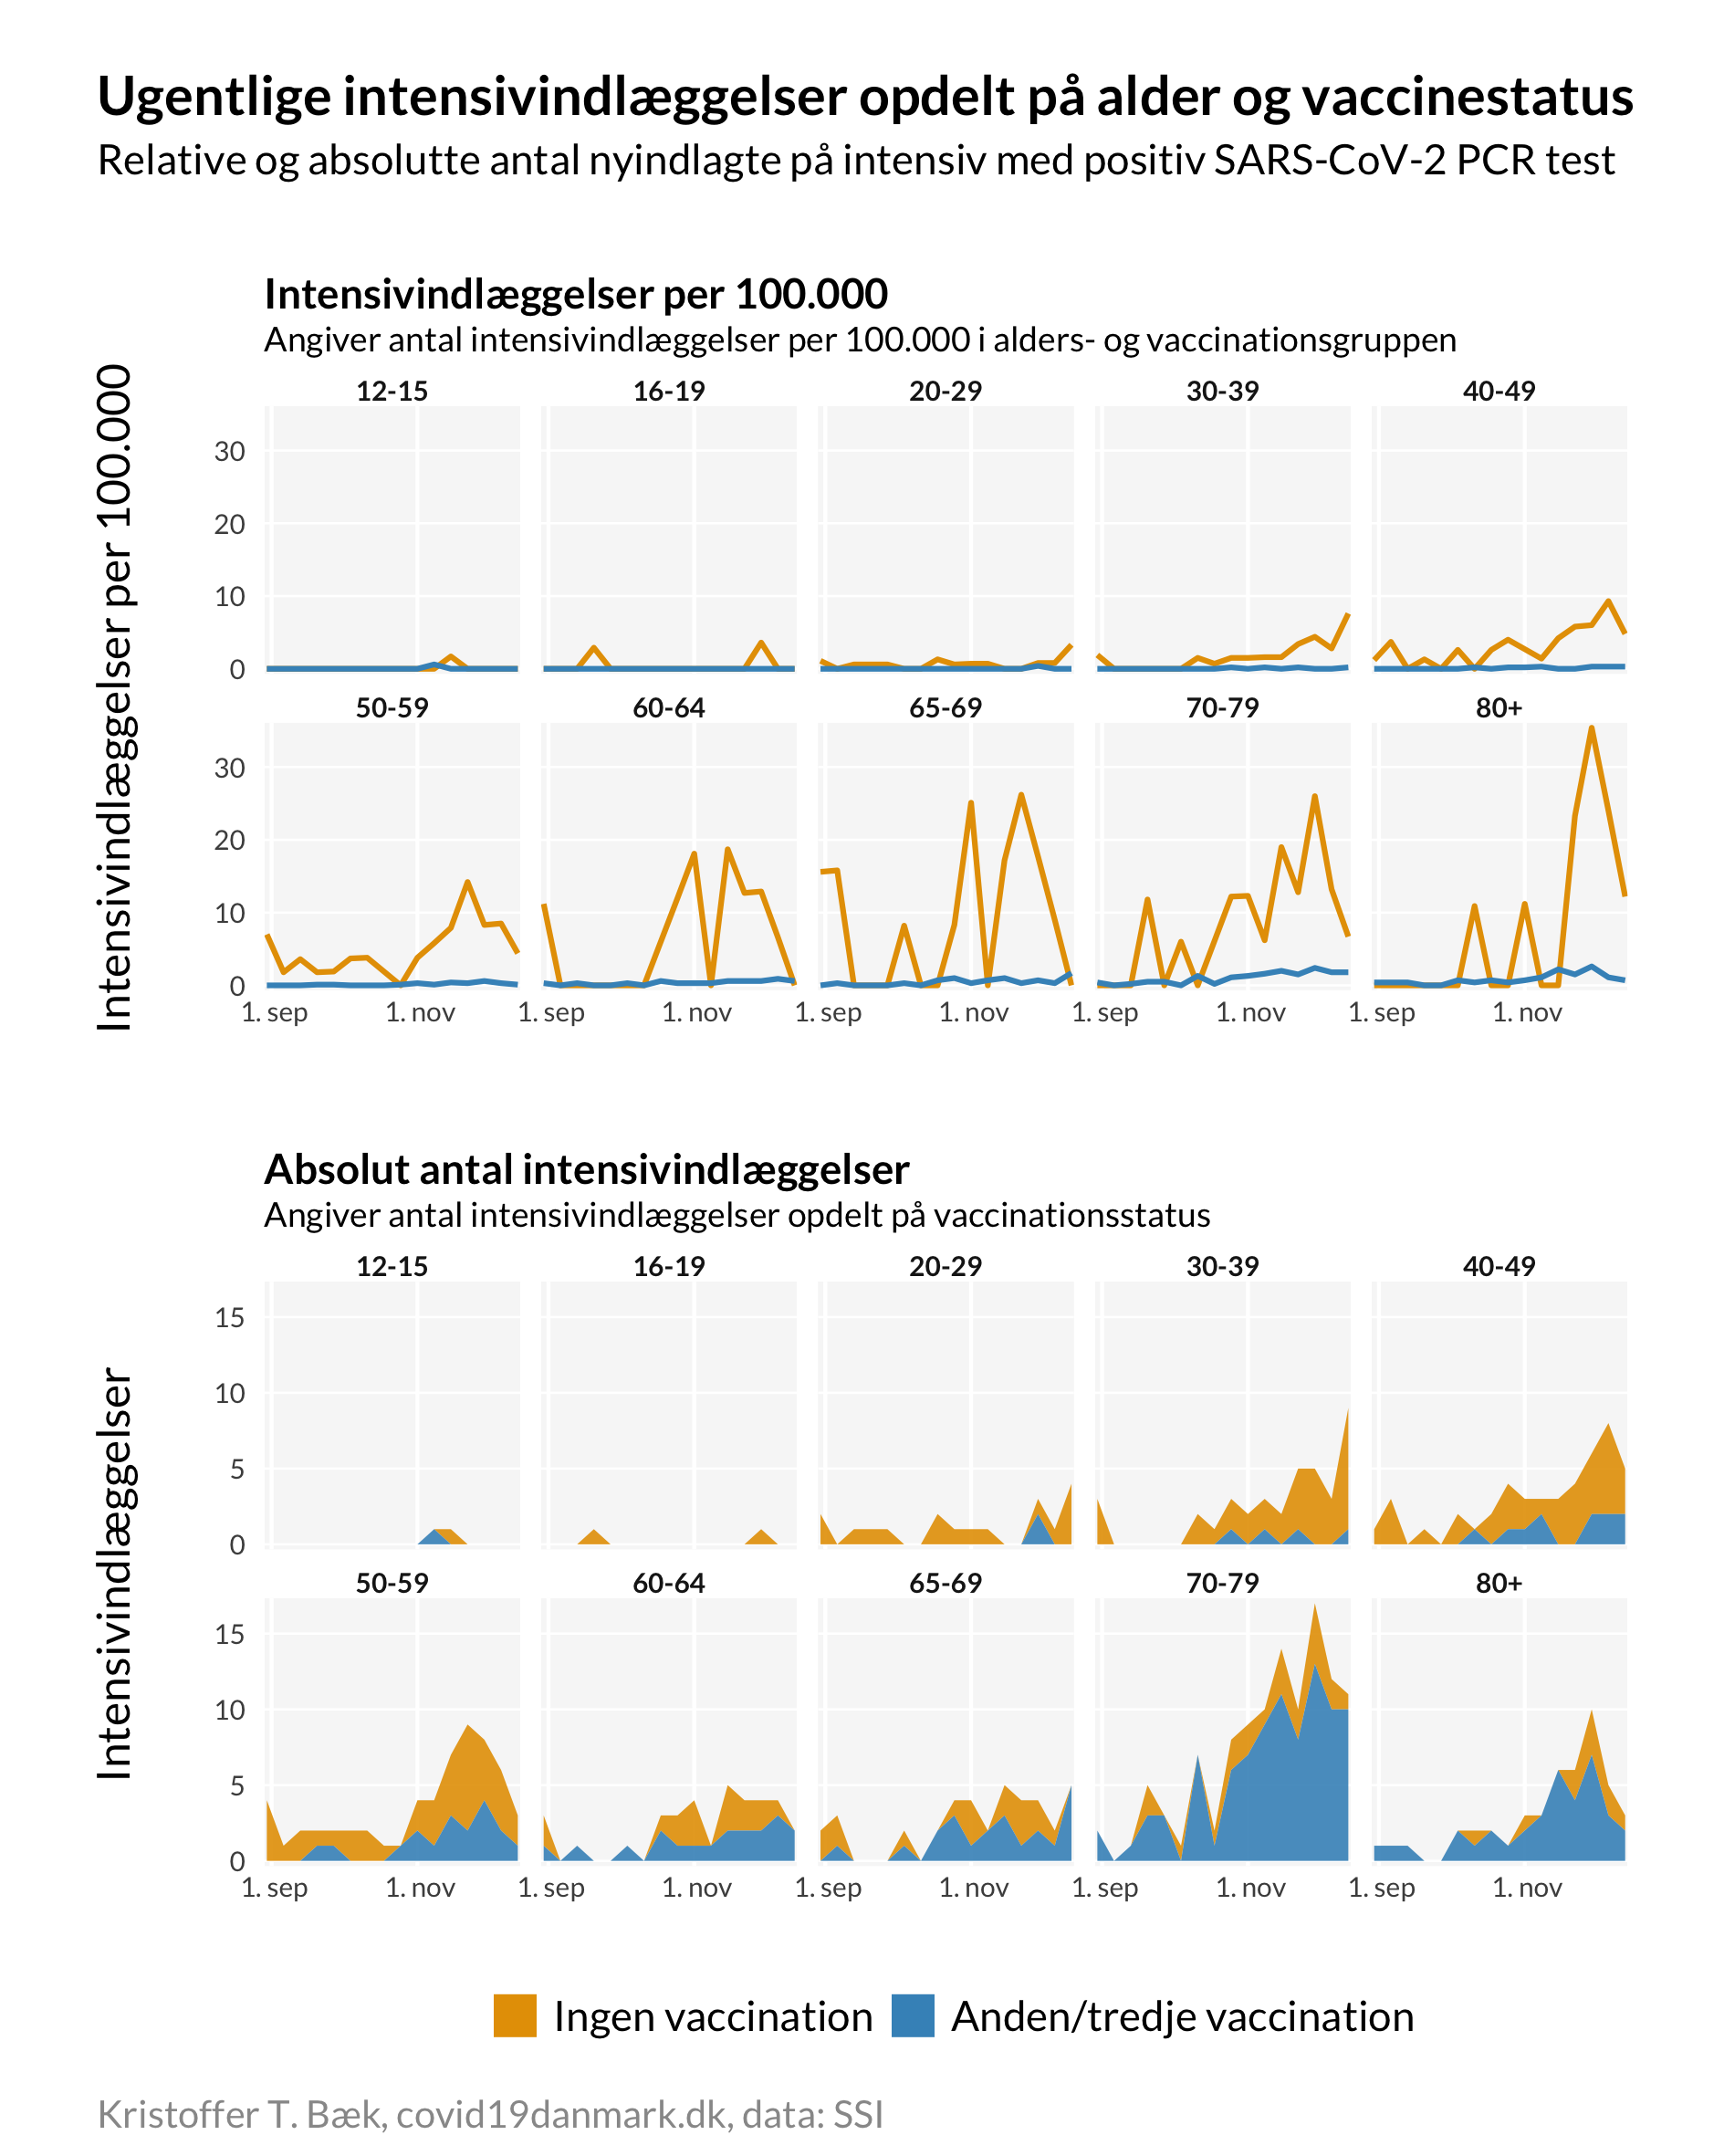 Ugentlige intensivindlæggelser opdelt på alder og vaccinestatus
Relative og absolutte antal nyindlagte på intensiv med positiv SARS-CoV-2 PCR test
Intensivindlæggelser per 100.000
Angiver antal intensivindlæggelser per 100.000 i alders- og vaccinationsgruppen
Intensivindlæggelser per 100.000
12-15 16-19 20-29 30-39 40-49
30
20
10
0
50-59 60-64 65-69 70-79 80+
30
20
10
0
1. sep 1. nov 1. sep 1. nov 1. sep 1. nov 1. sep 1. nov 1. sep 1. nov
Absolut antal intensivindlæggelser
Angiver antal intensivindlæggelser opdelt på vaccinationsstatus
Intensivindlæggelser
12-15 16-19 20-29 30-39 40-49
15
10
5
0
50-59 60-64 65-69 70-79 80+
15
10
5
0
1. sep 1. nov 1. sep 1. nov 1. sep 1. nov 1. sep 1. nov 1. sep 1. nov
Ingen vaccination Anden/tredje vaccination
Kristoffer T. Bæk, covid19danmark.dk, data: SSI